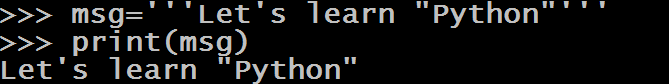 >>> msg='''Let's learn "Python"'''
>>> print(msg)
Let's learn "Python"